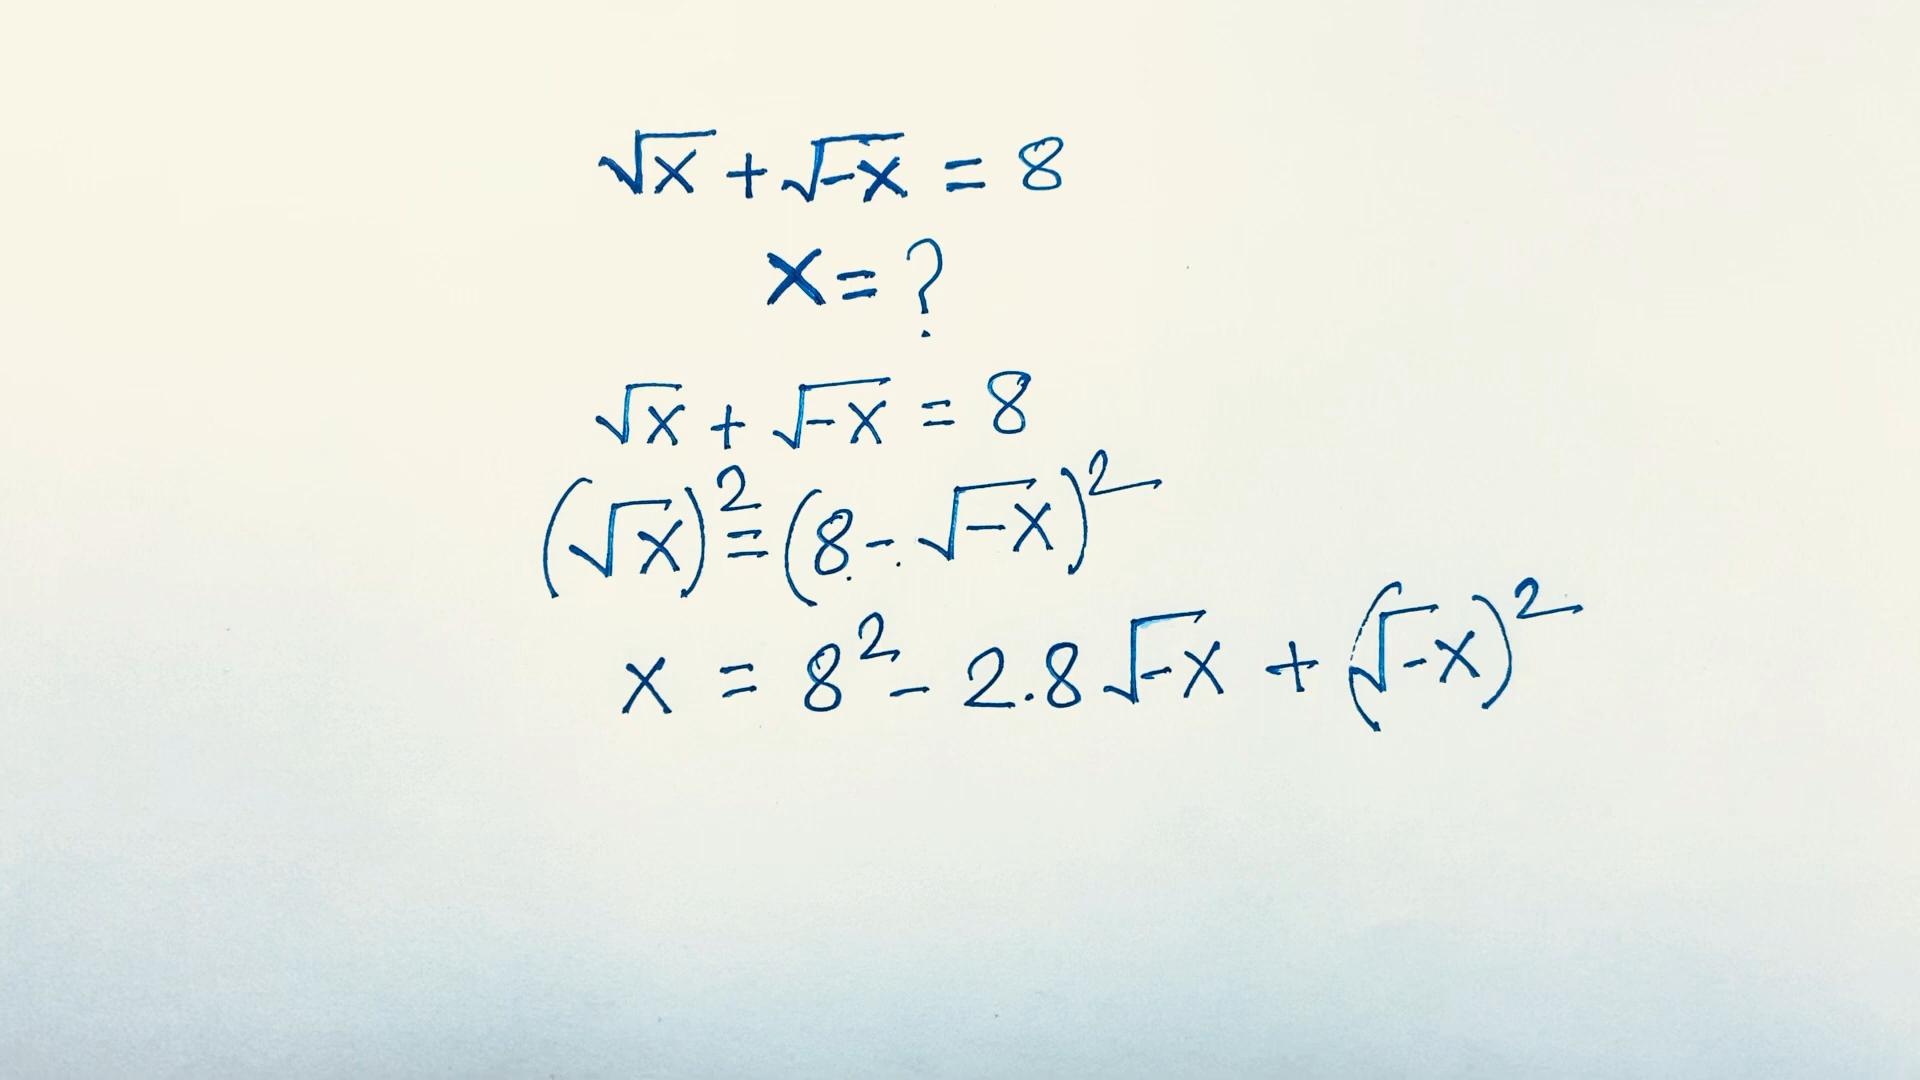 √x + √-x = 8
x = ?
√x + √-x = 8
(√x)² = (8 - √-x)²
x = 8² - 2.8 √-x + (√-x)²